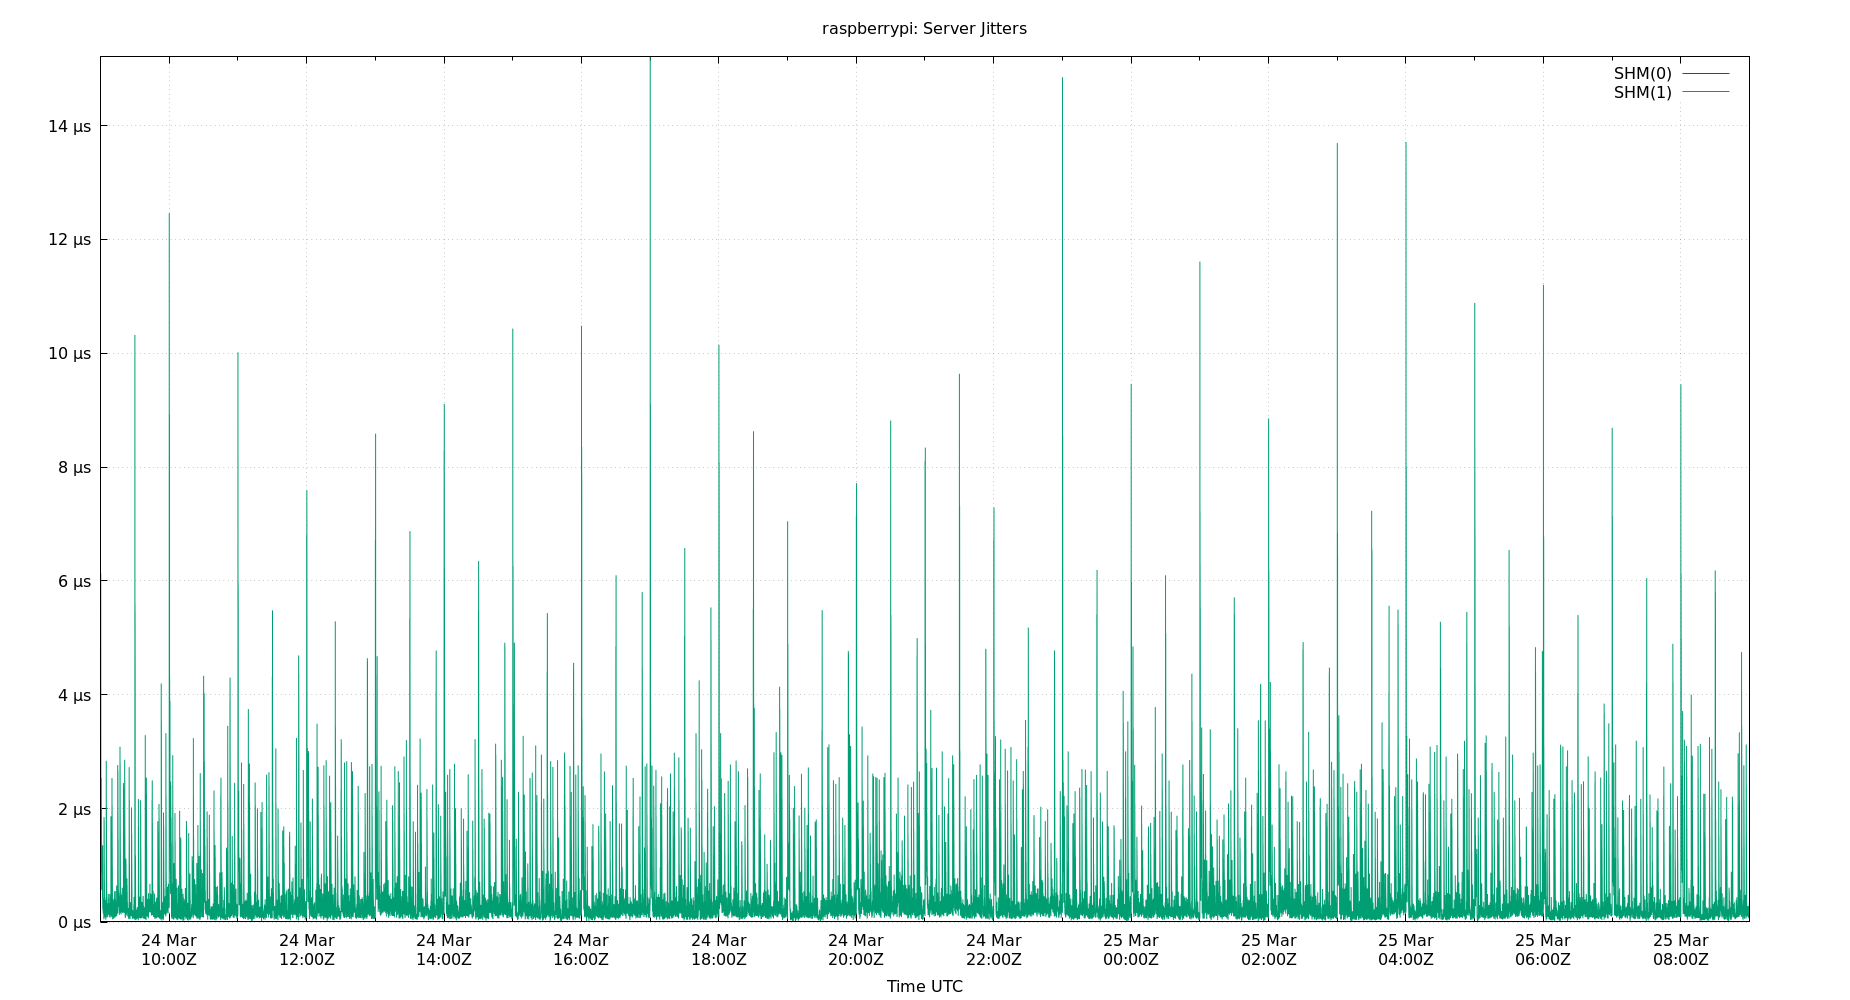 raspberrypi: Server Jitters
SHM(0)
SHM(1)
14 µs
12 µs
10 µs
8 µs
6 µs
4 µs
2 µs
0 µs
24 Mar 24 Mar 24 Mar 24 Mar 24 Mar 24 Mar 24 Mar 25 Mar 25 Mar 25 Mar 25 Mar 25 Mar
10:00Z 12:00Z 14:00Z 16:00Z 18:00Z 20:00Z 22:00Z 00:00Z 02:00Z 04:00Z 06:00Z 08:00Z
Time UTC